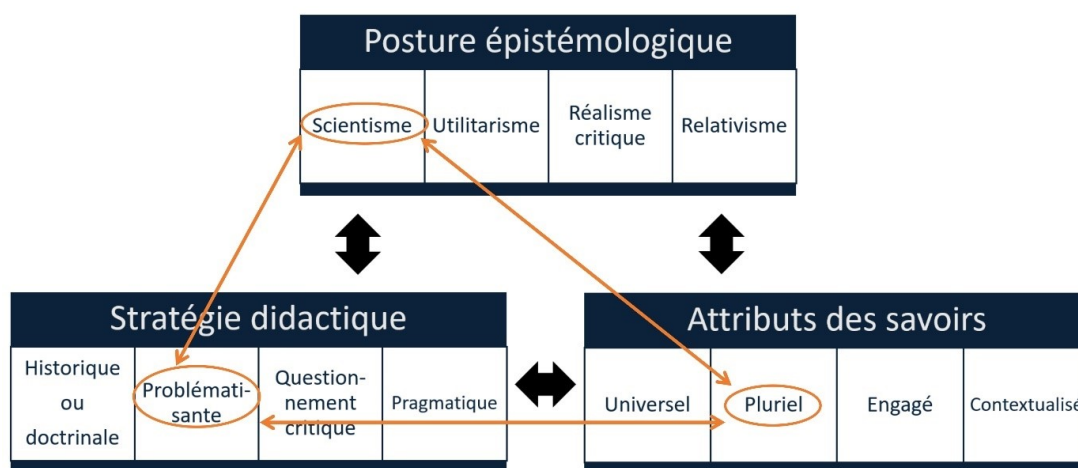 Posture épistémologique
Scientisme
Utilitarisme
Réalisme
critique
Relativisme
Stratégie didactique
Historique
ou
doctrinale
Problémati-
sante
Question-
nement
critique
Pragmatique
Attributs des savoirs
Universel
Pluriel
Engagé
Contextualisé